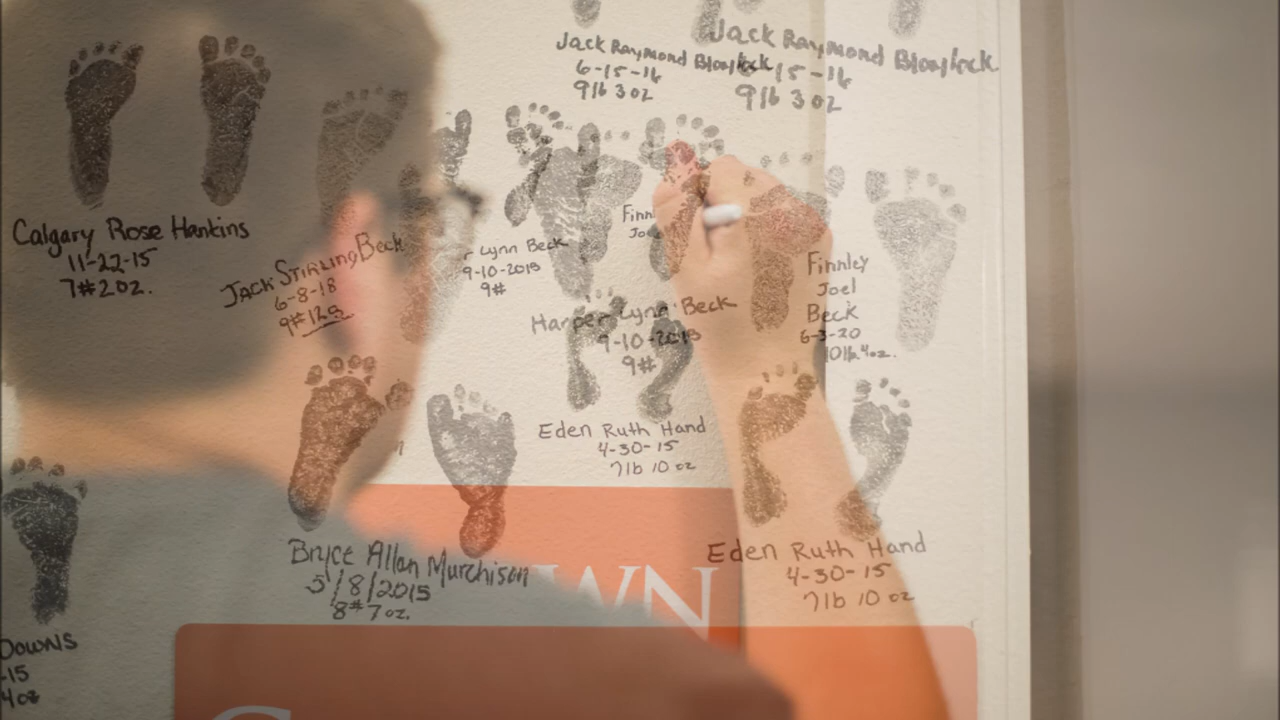 Jack Raymond
6-15-16
9lb 3oz
Jack Raymond
15-16
9lb 3oz
Calgary Rose Hankins
11-22-15
7# 2oz.
Jack Stirling Beck
6-8-18
9# 12oz
Lynn Beck
9-10-2018
9#
Finn
Joel
Harper Lynn Beck
9-10-2018
9#
Finnley
Joel
Beck
6-3-20
10lb 4oz.
Eden Ruth Hand
4-30-15
7lb 10 oz
Bryce Allan Murchison
5/8/2015
8# 7oz.
Eden Ruth Hand
4-30-15
7lb 10 oz
Downs
-15
4oz
WN